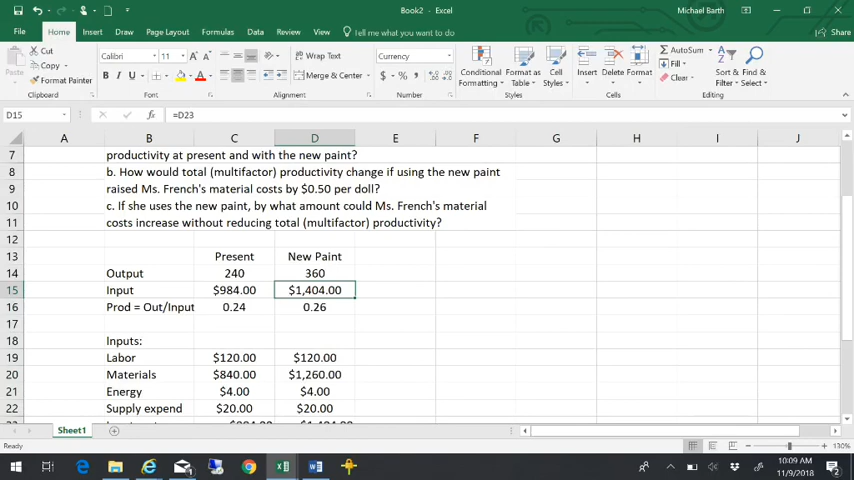 Book2 - Excel
Michael Barth
File Home Insert Draw Page Layout Formulas Data Review View Tell me what you want to do Share
Cut
Copy
Format Painter
Paste
Clipboard
Calibri 11
B I U
Font
Wrap Text
Merge & Center
Alignment
Currency
$ % ,
Number
Conditional Formatting
Format as Table
Cell Styles
Styles
Insert Delete Format
Cells
AutoSum
Fill
Clear
Sort & Filter
Find & Select
Editing
D15 fx =D23
A B C D E F G H I J
7 productivity at present and with the new paint?
8 b. How would total (multifactor) productivity change if using the new paint
9 raised Ms. French's material costs by $0.50 per doll?
10 c. If she uses the new paint, by what amount could Ms. French's material
11 costs increase without reducing total (multifactor) productivity?
12
13 Present New Paint
14 Output 240 360
15 Input $984.00 $1,404.00
16 Prod = Out/Input 0.24 0.26
17
18 Inputs:
19 Labor $120.00 $120.00
20 Materials $840.00 $1,260.00
21 Energy $4.00 $4.00
22 Supply expend $20.00 $20.00
Sheet1
Ready
130%
10:09 AM
11/9/2018